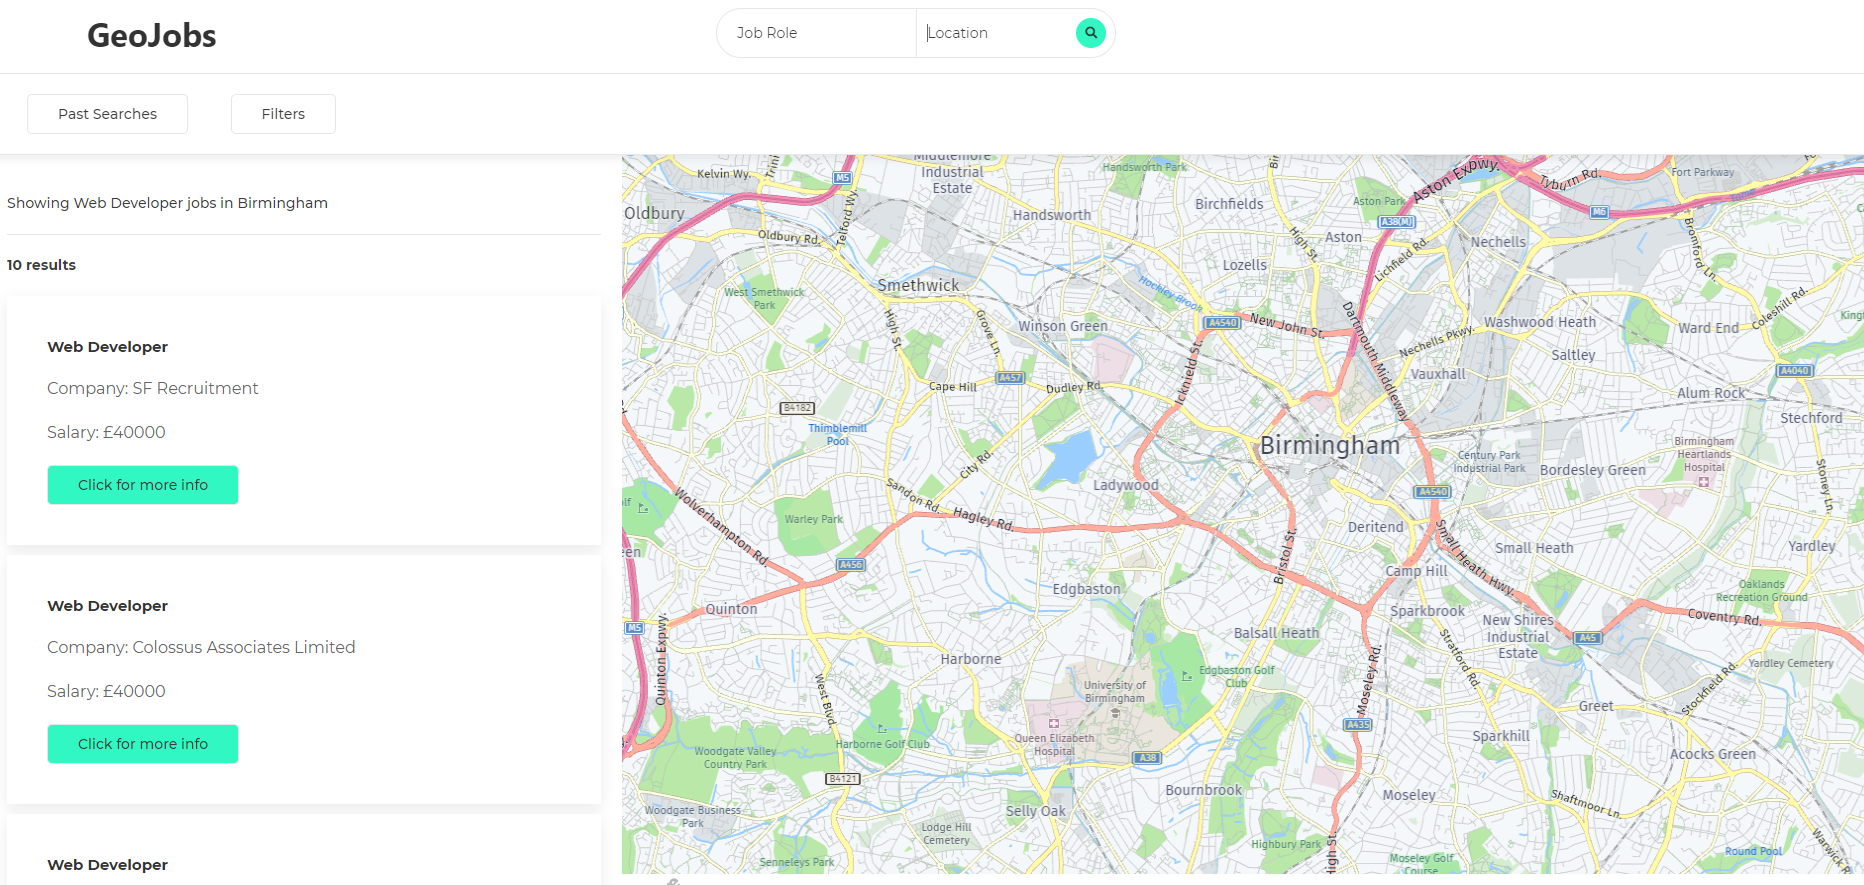 GeoJobs
Job Role
Location
Past Searches
Filters
Showing Web Developer jobs in Birmingham
10 results
Web Developer
Company: SF Recruitment
Salary: £40000
Click for more info
Web Developer
Company: Colossus Associates Limited
Salary: £40000
Click for more info
Web Developer
Kelvin Wy.
M5
Middlemore
Industrial
Estate
Handsworth Park
Aston Expwy.
Tyburn Rd.
Fort Parkway
Oldbury
Telford Wy.
Handsworth
Birchfields
Aston Park
A38(M)
M6
Oldbury Rd.
High St.
Aston
Nechells
Bromford Ln.
Lichfield Rd.
Lozells
Smethwick
West Smethwick
Park
Hockley Brook
Coleshill Rd.
High St.
Grove Ln.
Winson Green
A4540
New John St.
Dartmouth Middleway
Nechells Pkwy.
Washwood Heath
Ward End
Saltley
Icknield St.
Vauxhall
A4040
Cape Hill
A457
Dudley Rd.
Alum Rock
B4182
Stechford
Thimblemill
Pool
Birmingham
Birmingham
Heartlands
Hospital
City Rd.
Century Park
Industrial Park
Bordesley Green
Stoney Ln.
Ladywood
A4540
Sandon Rd.
Wolverhampton Rd.
Warley Park
Hagley Rd.
Deritend
Small Heath Hwy.
Small Heath
Yardley
Bristol St.
A456
Camp Hill
Edgbaston
Oaklands
Recreation Ground
Quinton
Sparkbrook
Coventry Rd.
M5
New Shires
Industrial
Estate
A45
Balsall Heath
Stratford Rd.
Quinton Expwy.
Harborne
Moseley Rd.
Yardley Cemetery
Edgbaston Golf
Club
Stockfield Rd.
University of
Birmingham
West Blvd.
Greet
A435
Queen Elizabeth
Hospital
Sparkhill
Woodgate Valley
Country Park
Harborne Golf Club
A38
Acocks Green
B4121
Bournbrook
Moseley
Shaftmoor Ln.
Woodgate Business
Park
Selly Oak
Lodge Hill
Cemetery
Highbury Park
High St.
Warwick
Round Pool
Senneleys Park
Moseley Golf
Course